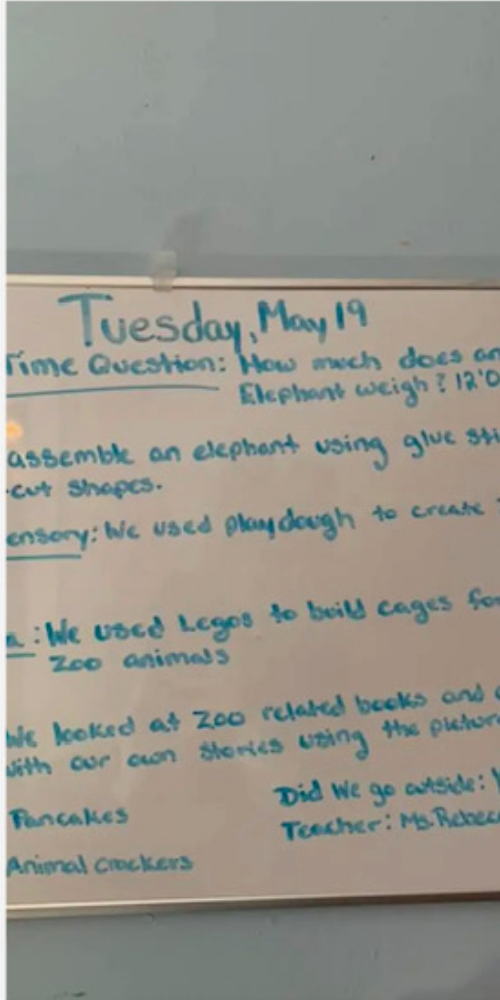 Tuesday, May 19
Time Question: How much does an
Elephant weigh? 12'0
assemble an elephant using glue sti
-cut shapes.
ensory: We used playdough to create
a: We used Legos to build cages for
Zoo animals
We looked at Zoo related books and
with our own stories using the pictur
Did We go outside:
Pancakes
Teacher: Ms. Rebec
Animal Crackers